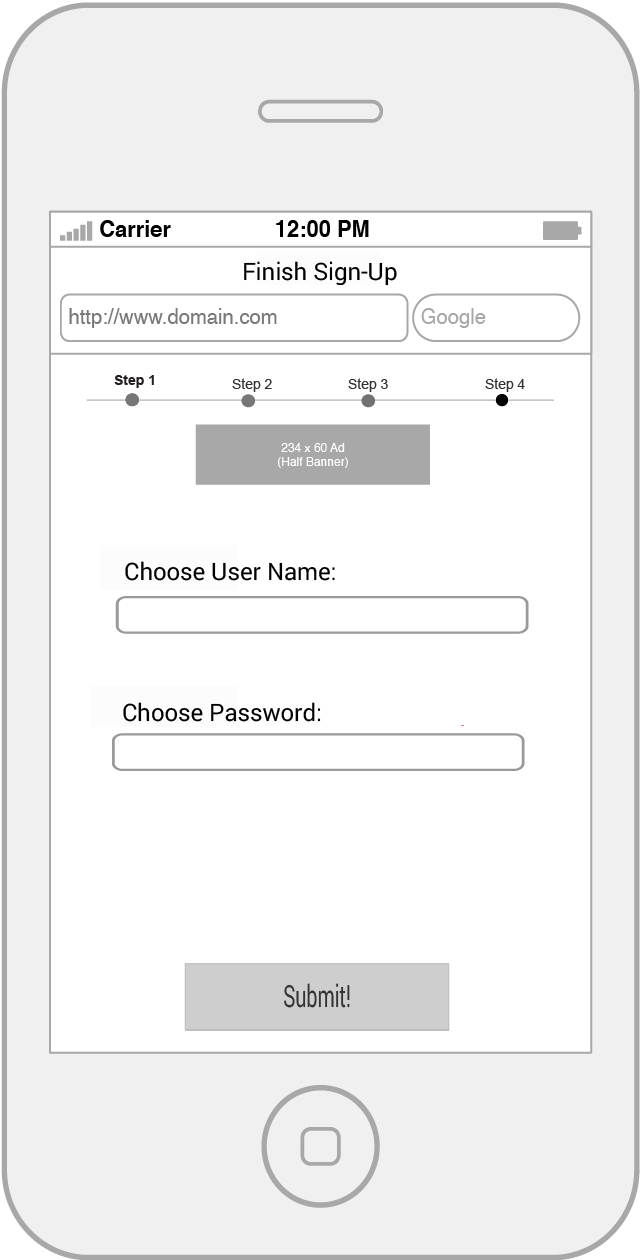 Carrier 12:00 PM
Finish Sign-Up
http://www.domain.com Google
Step 1 Step 2 Step 3 Step 4
234 x 60 Ad
(Half Banner)
Choose User Name:
Choose Password:
Submit!